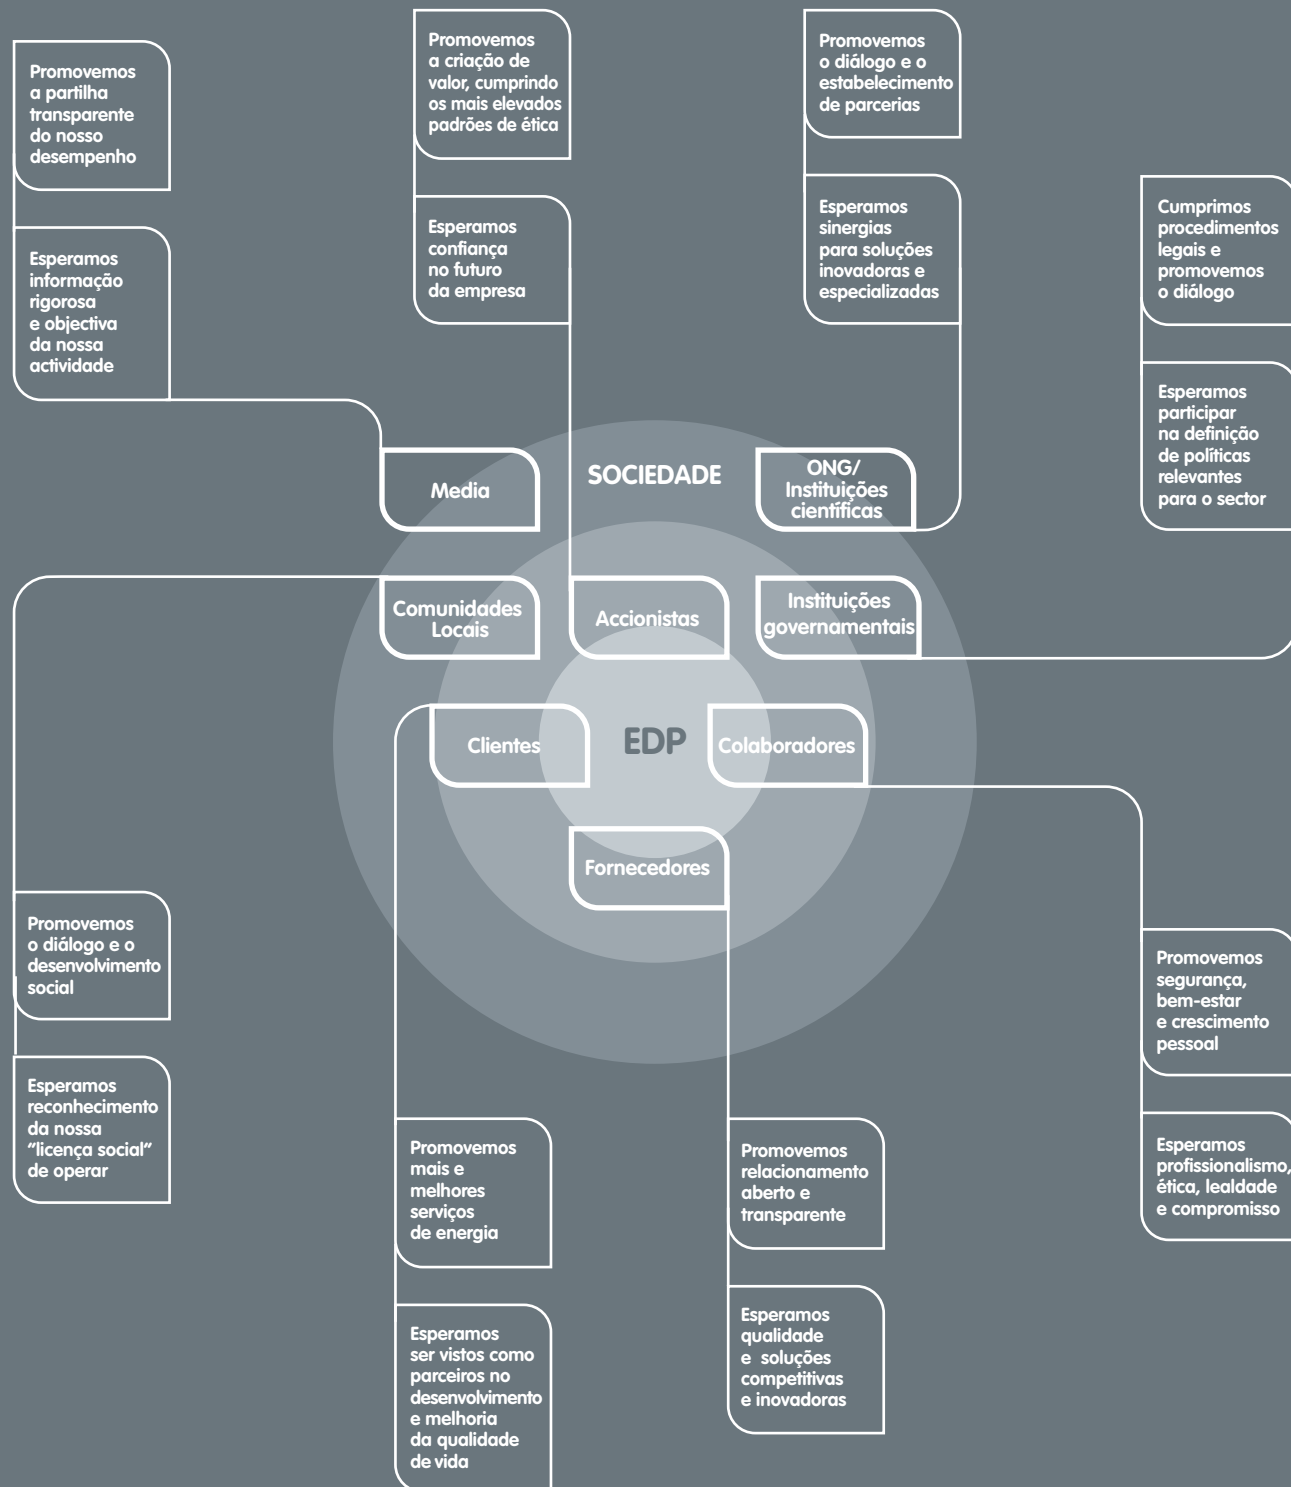 Promovemos
a partilha
transparente
do nosso
desempenho
Esperamos
informação
rigorosa
e objectiva
da nossa
actividade
Promovemos
a criação de
valor, cumprindo
os mais elevados
padrões de ética
Esperamos
confiança
no futuro
da empresa
Promovemos
o diálogo e o
estabelecimento
de parcerias
Esperamos
sinergias
para soluções
inovadoras e
especializadas
Cumprimos
procedimentos
legais e
promovemos
o diálogo
Esperamos
participar
na definição
de políticas
relevantes
para o sector
Media
SOCIEDADE
ONG/
Instituições
científicas
Comunidades
Locais
Accionistas
Instituições
governamentais
Clientes
EDP
Colaboradores
Fornecedores
Promovemos
o diálogo e o
desenvolvimento
social
Esperamos
reconhecimento
da nossa
“licença social”
de operar
Promovemos
mais e
melhores
serviços
de energia
Esperamos
ser vistos como
parceiros no
desenvolvimento
e melhoria
da qualidade
de vida
Promovemos
relacionamento
aberto e
transparente
Esperamos
qualidade
e soluções
competitivas
e inovadoras
Promovemos
segurança,
bem-estar
e crescimento
pessoal
Esperamos
profissionalismo,
ética, lealdade
e compromisso